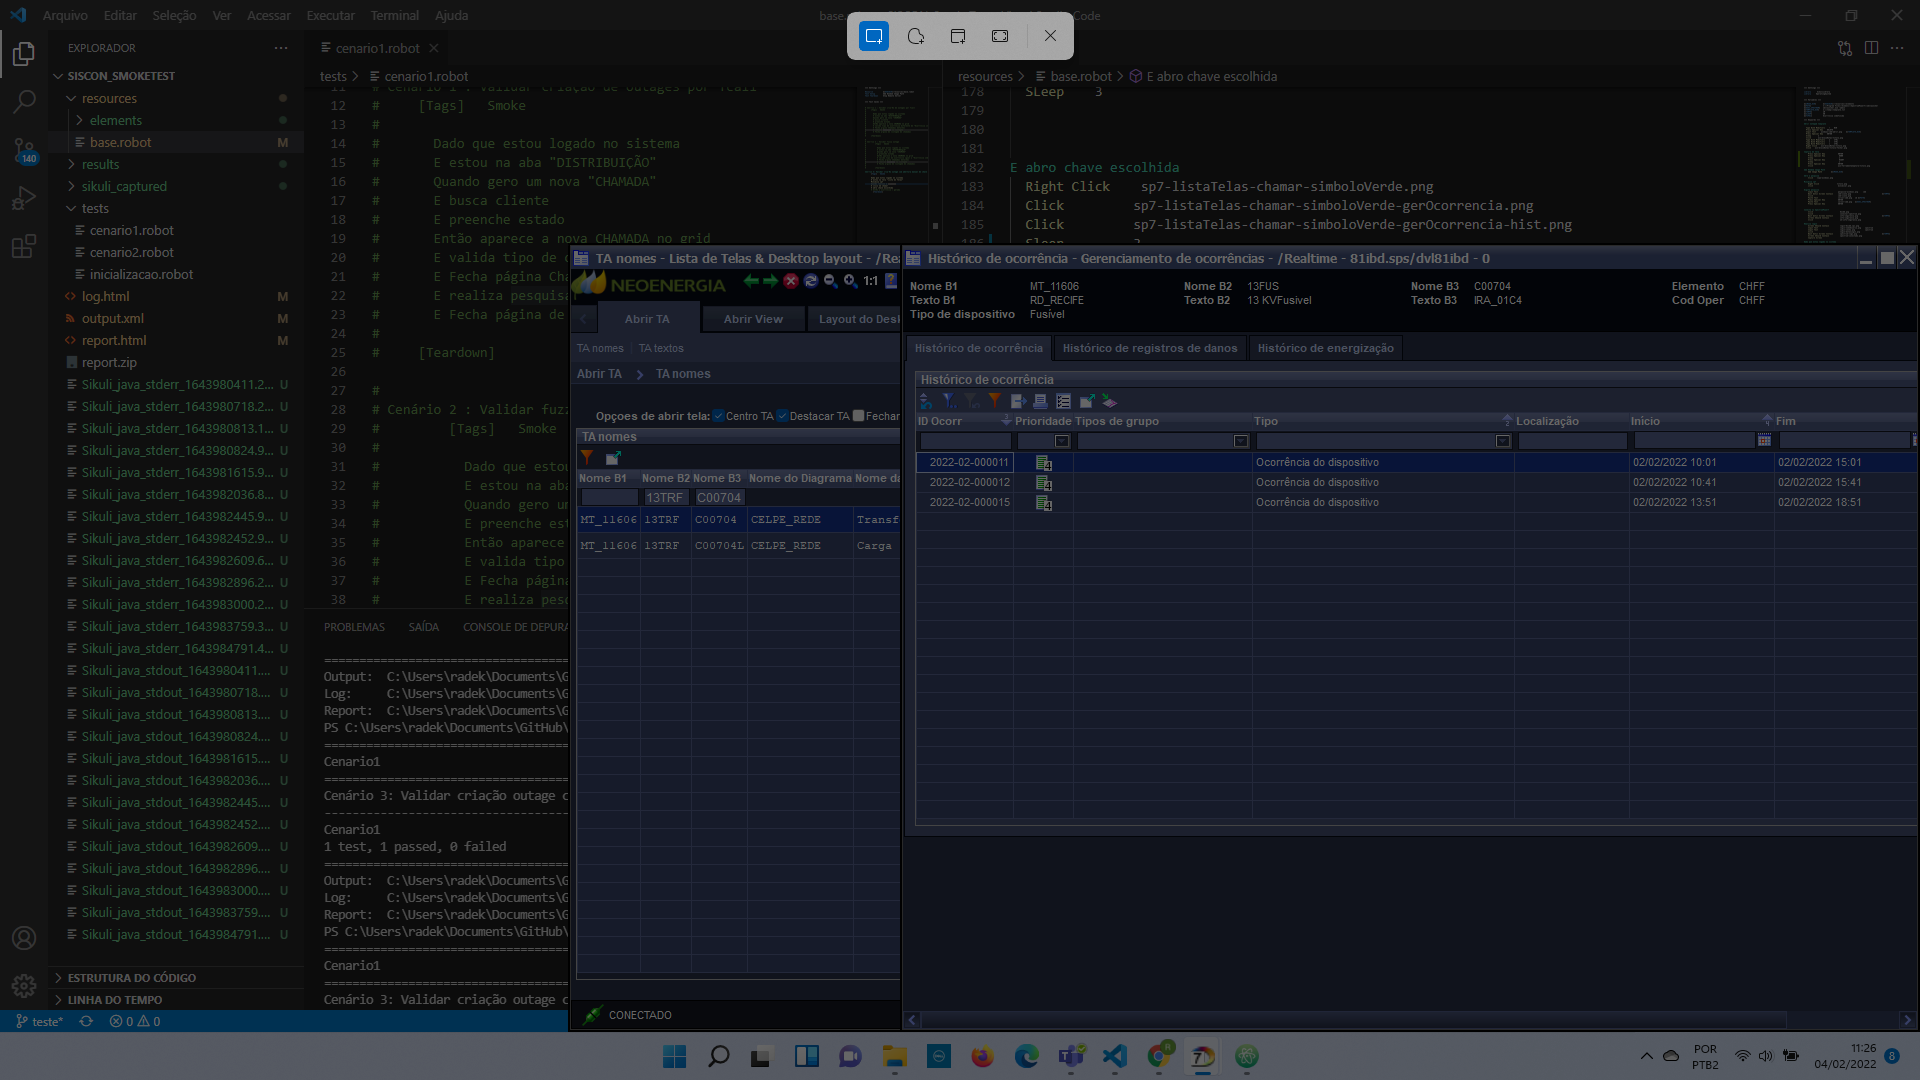 Arquivo Editar Seleção Ver Acessar Executar Terminal Ajuda
Code
EXPLORADOR
SISCON_SMOKETEST
resources
elements
base.robot M
results
sikuli_captured
tests
cenario1.robot
cenario2.robot
inicializacao.robot
log.html M
output.xml M
report.html M
report.zip
Sikuli_java_stderr_1643980411.2... U
Sikuli_java_stderr_1643980718.2... U
Sikuli_java_stderr_1643980813.1... U
Sikuli_java_stderr_1643980824.9... U
Sikuli_java_stderr_1643981615.9... U
Sikuli_java_stderr_1643982036.8... U
Sikuli_java_stderr_1643982445.9... U
Sikuli_java_stderr_1643982452.9... U
Sikuli_java_stderr_1643982609.6... U
Sikuli_java_stderr_1643982896.2... U
Sikuli_java_stderr_1643983000.2... U
Sikuli_java_stderr_1643983759.3... U
Sikuli_java_stderr_1643984791.4... U
Sikuli_java_stdout_1643980411.... U
Sikuli_java_stdout_1643980718.... U
Sikuli_java_stdout_1643980813.... U
Sikuli_java_stdout_1643980824.... U
Sikuli_java_stdout_1643981615.... U
Sikuli_java_stdout_1643982036.... U
Sikuli_java_stdout_1643982445.... U
Sikuli_java_stdout_1643982452.... U
Sikuli_java_stdout_1643982609.... U
Sikuli_java_stdout_1643982896.... U
Sikuli_java_stdout_1643983000.... U
Sikuli_java_stdout_1643983759.... U
Sikuli_java_stdout_1643984791.... U
ESTRUTURA DO CÓDIGO
LINHA DO TEMPO
140
teste* 0 0
cenario1.robot
tests > cenario1.robot
12 # [Tags] Smoke
13 #
14 # Dado que estou logado no sistema
15 # E estou na aba "DISTRIBUIÇÃO"
16 # Quando gero um nova "CHAMADA"
17 # E busca cliente
18 # E preenche estado
19 # Então aparece a nova CHAMADA no grid
20 # E valida tipo de
21 # E Fecha página Cha
22 # E realiza pesquisa
23 # E Fecha página de
24 #
25 # [Teardown]
26
27 #
28 # Cenário 2 : Validar fuzz
29 # [Tags] Smoke
30 #
31 # Dado que estou
32 # E estou na aba
33 # Quando gero um
34 # E preenche est
35 # Então aparece
36 # E valida tipo
37 # E Fecha página
38 # E realiza pesq
PROBLEMAS SAÍDA CONSOLE DE DEPURA
Output: C:\Users\radek\Documents\G
Log: C:\Users\radek\Documents\G
Report: C:\Users\radek\Documents\G
PS C:\Users\radek\Documents\GitHub\
Cenario1
Cenário 3: Validar criação outage c
Cenario1
1 test, 1 passed, 0 failed
Output: C:\Users\radek\Documents\G
Log: C:\Users\radek\Documents\G
Report: C:\Users\radek\Documents\G
PS C:\Users\radek\Documents\GitHub\
Cenario1
Cenário 3: Validar criação outage c
resources > base.robot > E abro chave escolhida
178 SLeep 3
179
180
181
182 E abro chave escolhida
183 Right Click sp7-listaTelas-chamar-simboloVerde.png
184 Click sp7-listaTelas-chamar-simboloVerde-gerOcorrencia.png
185 Click sp7-listaTelas-chamar-simboloVerde-gerOcorrencia-hist.png
TA nomes - Lista de Telas & Desktop layout - /Rea
NEOENERGIA 1:1
Abrir TA Abrir View Layout do Desk
TA nomes TA textos
Abrir TA > TA nomes
Opçoes de abrir tela: Centro TA Destacar TA Fechar
TA nomes
Nome B1 Nome B2 Nome B3 Nome do Diagrama Nome da
13TRF C00704
MT_11606 13TRF C00704 CELPE_REDE Transf
MT_11606 13TRF C00704L CELPE_REDE Carga
CONECTADO
Histórico de ocorrência - Gerenciamento de ocorrências - /Realtime - 81ibd.sps/dvl81ibd - 0
Nome B1 MT_11606 Nome B2 13FUS Nome B3 C00704 Elemento CHFF
Texto B1 RD_RECIFE Texto B2 13 KVFusivel Texto B3 IRA_01C4 Cod Oper CHFF
Tipo de dispositivo Fusível
Histórico de ocorrência Histórico de registros de danos Histórico de energização
Histórico de ocorrência
ID Ocorr Prioridade Tipos de grupo Tipo Localização Início Fim
2022-02-000011 Ocorrência do dispositivo 02/02/2022 10:01 02/02/2022 15:01
2022-02-000012 Ocorrência do dispositivo 02/02/2022 10:41 02/02/2022 15:41
2022-02-000015 Ocorrência do dispositivo 02/02/2022 13:51 02/02/2022 18:51
POR
PTB2
11:26
04/02/2022
8